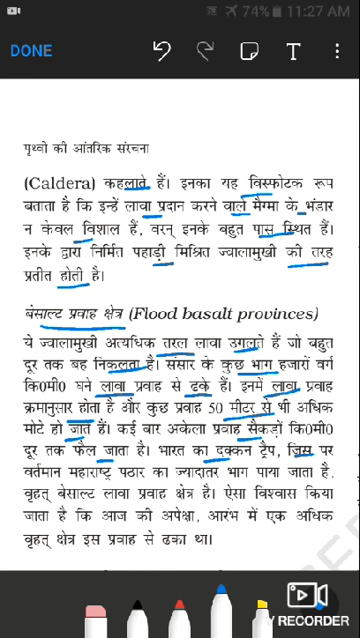 74% 11:27 AM
DONE
T
पृथ्वी की आंतरिक संरचना
(Caldera) कहलाते हैं। इनका यह विस्फोटक रूप
बताता है कि इन्हें लावा प्रदान करने वाले मैग्मा के भंडार
न केवल विशाल हैं, वरन् इनके बहुत पास स्थित हैं।
इनके द्वारा निर्मित पहाड़ी मिश्रित ज्वालामुखी की तरह
प्रतीत होती है।
बेसाल्ट प्रवाह क्षेत्र (Flood basalt provinces)
ये ज्वालामुखी अत्यधिक तरल लावा उगलते हैं जो बहुत
दूर तक बह निकलता है। संसार के कुछ भाग हजारों वर्ग
कि0मी0 घने लावा प्रवाह से ढके हैं। इनमें लावा प्रवाह
क्रमानुसार होता है और कुछ प्रवाह 50 मीटर से भी अधिक
मोटे हो जाते हैं। कई बार अकेला प्रवाह सैकड़ों कि0मी0
दूर तक फैल जाता है। भारत का दक्कन ट्रैप, जिस पर
वर्तमान महाराष्ट्र पठार का ज्यादातर भाग पाया जाता है,
वृहत् बेसाल्ट लावा प्रवाह क्षेत्र है। ऐसा विश्वास किया
जाता है कि आज की अपेक्षा, आरंभ में एक अधिक
वृहत् क्षेत्र इस प्रवाह से ढका था।
RECORDER